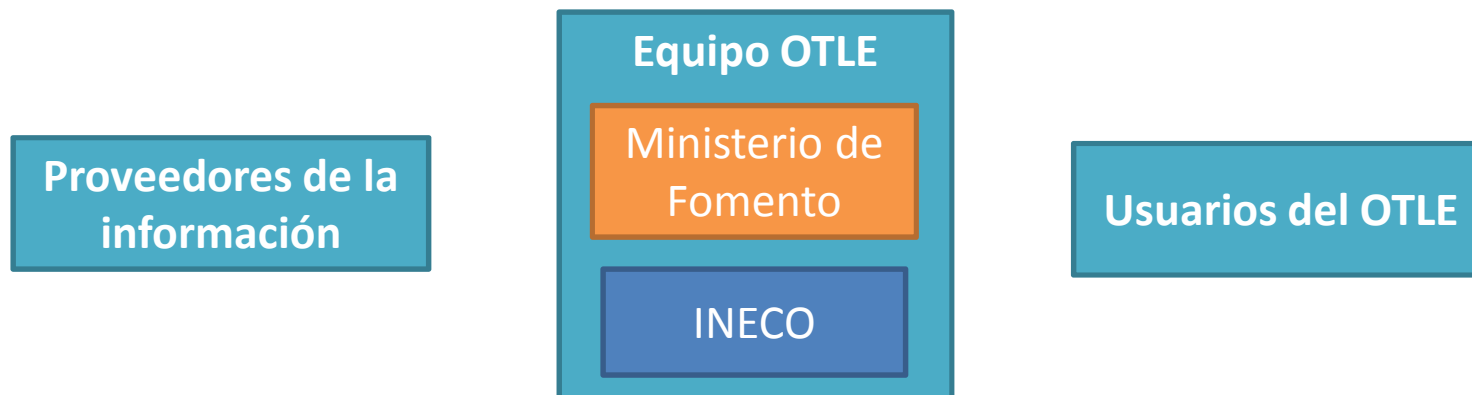 Proveedores de la
información
Equipo OTLE
Ministerio de
Fomento
INECO
Usuarios del OTLE